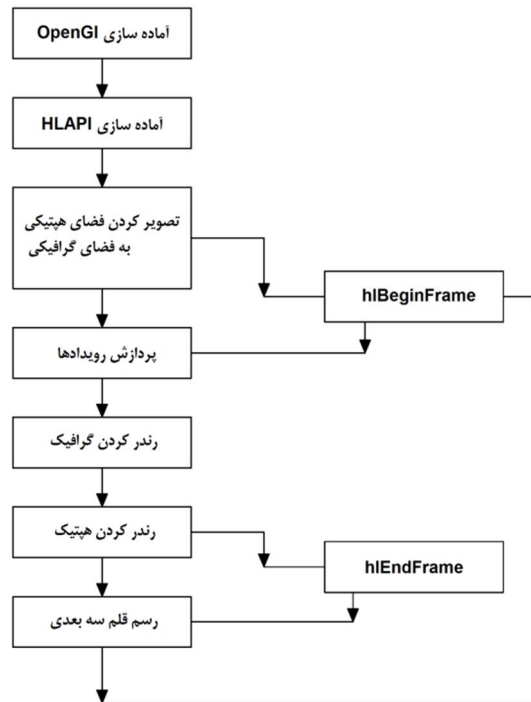 آماده سازی OpenGl
آماده سازی HLAPI
تصویر کردن فضای هپتیکی
به فضای گرافیکی
hlBeginFrame
پردازش رویدادها
رندر کردن گرافیک
رندر کردن هپتیک
hlEndFrame
رسم قلم سه بعدی